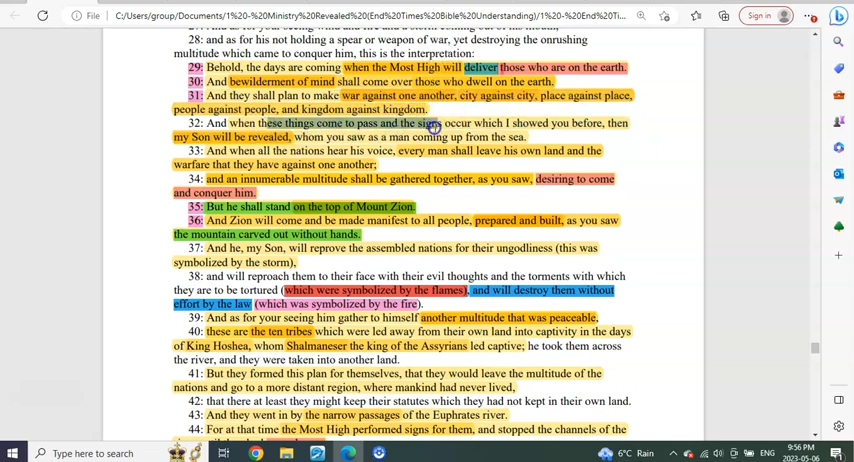 C:/Users/group/Documents/1%20-%20Ministry%20Revealed(End%20Times%20Bible%20Understanding)/1%20-%20End%20T...
Sign in
28: and as for his not holding a spear or weapon of war, yet destroying the onrushing
multitude which came to conquer him, this is the interpretation:
29: Behold, the days are coming when the Most High will deliver those who are on the earth.
30: And bewilderment of mind shall come over those who dwell on the earth.
31: And they shall plan to make war against one another, city against city, place against place,
people against people, and kingdom against kingdom.
32: And when these things come to pass and the signs occur which I showed you before, then
my Son will be revealed, whom you saw as a man coming up from the sea.
33: And when all the nations hear his voice, every man shall leave his own land and the
warfare that they have against one another;
34: and an innumerable multitude shall be gathered together, as you saw, desiring to come
and conquer him.
35: But he shall stand on the top of Mount Zion.
36: And Zion will come and be made manifest to all people, prepared and built, as you saw
the mountain carved out without hands.
37: And he, my Son, will reprove the assembled nations for their ungodliness (this was
symbolized by the storm),
38: and will reproach them to their face with their evil thoughts and the torments with which
they are to be tortured (which were symbolized by the flames), and will destroy them without
effort by the law (which was symbolized by the fire).
39: And as for your seeing him gather to himself another multitude that was peaceable,
40: these are the ten tribes which were led away from their own land into captivity in the days
of King Hoshea, whom Shalmaneser the king of the Assyrians led captive; he took them across
the river, and they were taken into another land.
41: But they formed this plan for themselves, that they would leave the multitude of the
nations and go to a more distant region, where mankind had never lived,
42: that there at least they might keep their statutes which they had not kept in their own land.
43: And they went in by the narrow passages of the Euphrates river.
44: For at that time the Most High performed signs for them, and stopped the channels of the
Type here to search
6°C Rain
ENG
9:56 PM
2023-05-06